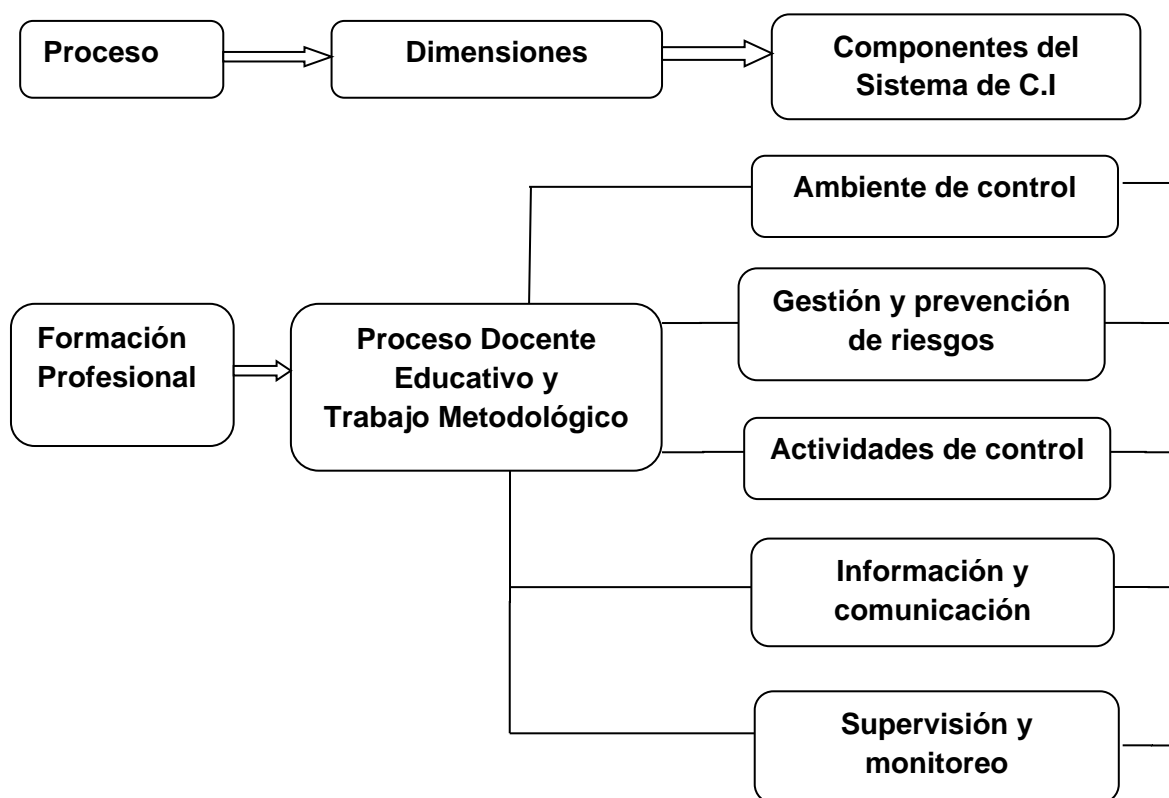 Proceso
Dimensiones
Componentes del
Sistema de C.I
Ambiente de control
Gestión y prevención
de riesgos
Formación
Profesional
Proceso Docente
Educativo y
Trabajo Metodológico
Actividades de control
Información y
comunicación
Supervisión y
monitoreo